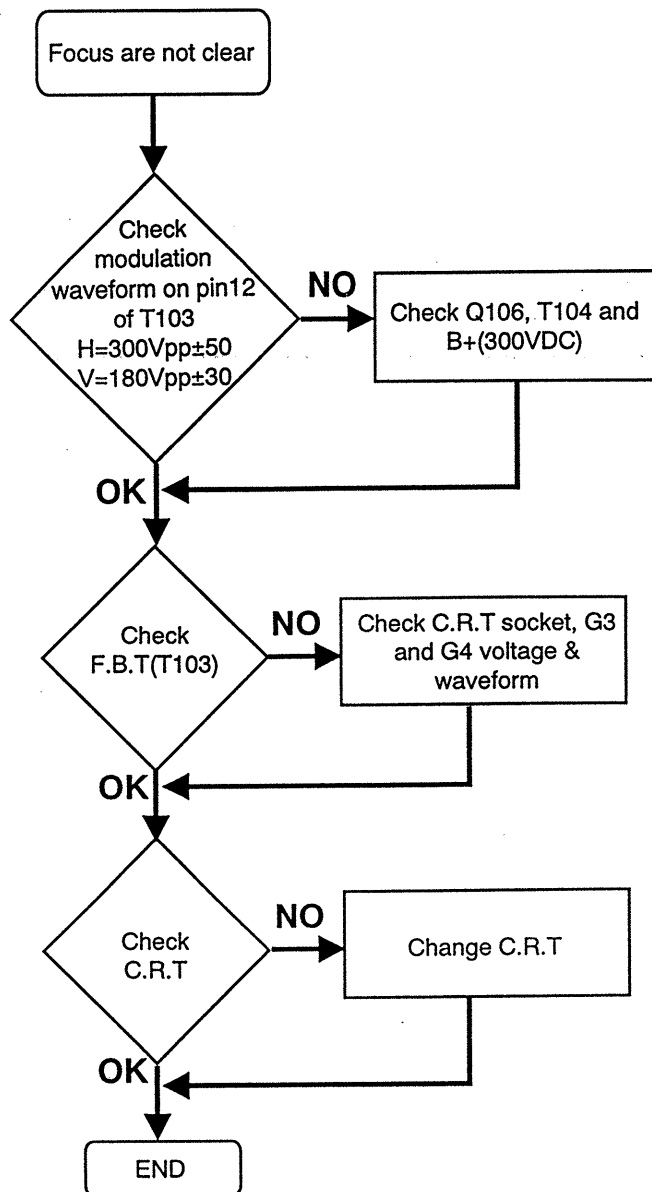 Focus are not clear
Check
modulation
waveform on pin12
of T103
H=300Vpp±50
V=180Vpp±30
NO
Check Q106, T104 and
B+(300VDC)
OK
Check
F.B.T(T103)
NO
Check C.R.T socket, G3
and G4 voltage &
waveform
OK
Check
C.R.T
NO
Change C.R.T
OK
END